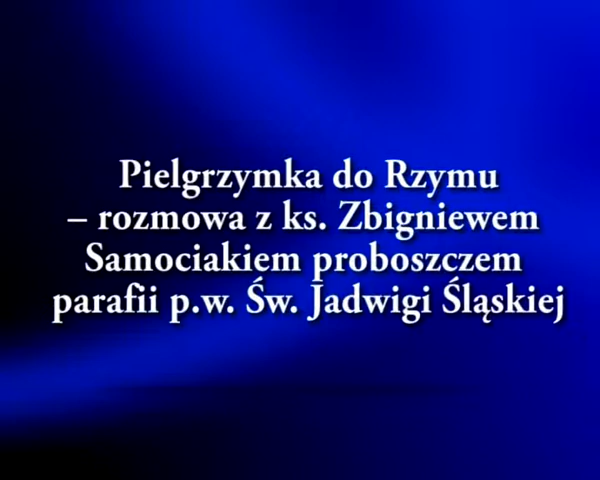 Pielgrzymka do Rzymu
– rozmowa z ks. Zbigniewem
Samociakiem proboszczem
parafii p.w. Św. Jadwigi Śląskiej